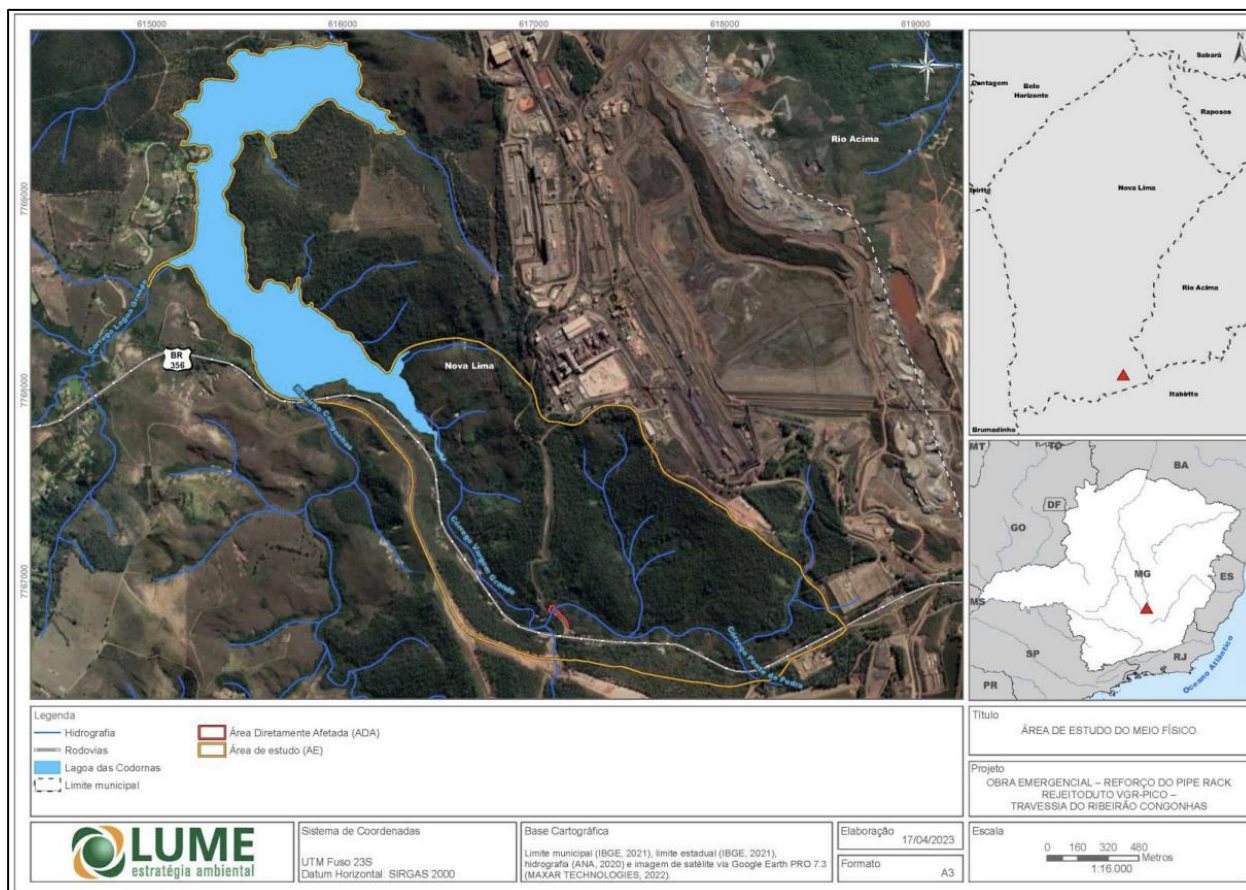 615000
616000
617000
618000
619000
7769000
7768000
7767000
N
W
E
S
Rio Acima
Nova Lima
BR
356
Córrego Lagoa Grande
Ribeirão Congonhas
Córrego Vargem Grande
Córrego Ponte de Pedra
N
Sabará
Contagem
Belo
Horizonte
Raposos
Nova Lima
Rio Acima
Itabirito
Brumadinho
MT
TO
BA
DF
GO
MG
ES
MS
SP
RJ
PR
Oceano Atlântico
Legenda
Hidrografia
Rodovias
Lagoa das Codornas
Limite municipal
Área Diretamente Afetada (ADA)
Área de estudo (AE)
Título
ÁREA DE ESTUDO DO MEIO FÍSICO
Projeto
OBRA EMERGENCIAL – REFORÇO DO PIPE RACK
REJEITODUTO VGR-PICO –
TRAVESSIA DO RIBEIRÃO CONGONHAS
LUME
estratégia ambiental
Sistema de Coordenadas
UTM Fuso 23S
Datum Horizontal: SIRGAS 2000
Base Cartográfica
Limite municipal (IBGE, 2021), limite estadual (IBGE, 2021),
hidrografia (ANA, 2020) e imagem de satélite via Google Earth PRO 7.3
(MAXAR TECHNOLOGIES, 2022).
Elaboração
17/04/2023
Formato
A3
Escala
0 160 320 480
Metros
1:16.000